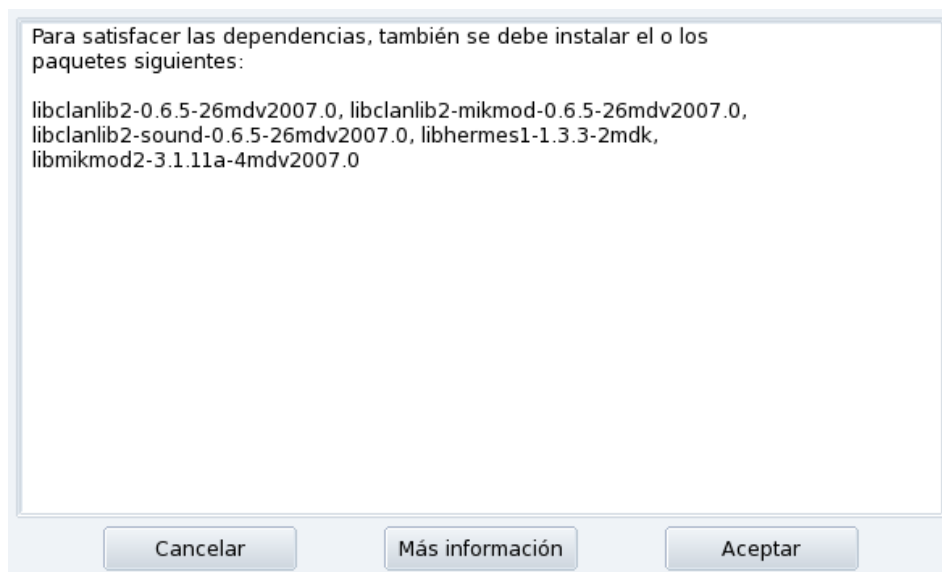 Para satisfacer las dependencias, también se debe instalar el o los
paquetes siguientes:
libclanlib2-0.6.5-26mdv2007.0, libclanlib2-mikmod-0.6.5-26mdv2007.0,
libclanlib2-sound-0.6.5-26mdv2007.0, libhermes1-1.3.3-2mdk,
libmikmod2-3.1.11a-4mdv2007.0
Cancelar
Más información
Aceptar